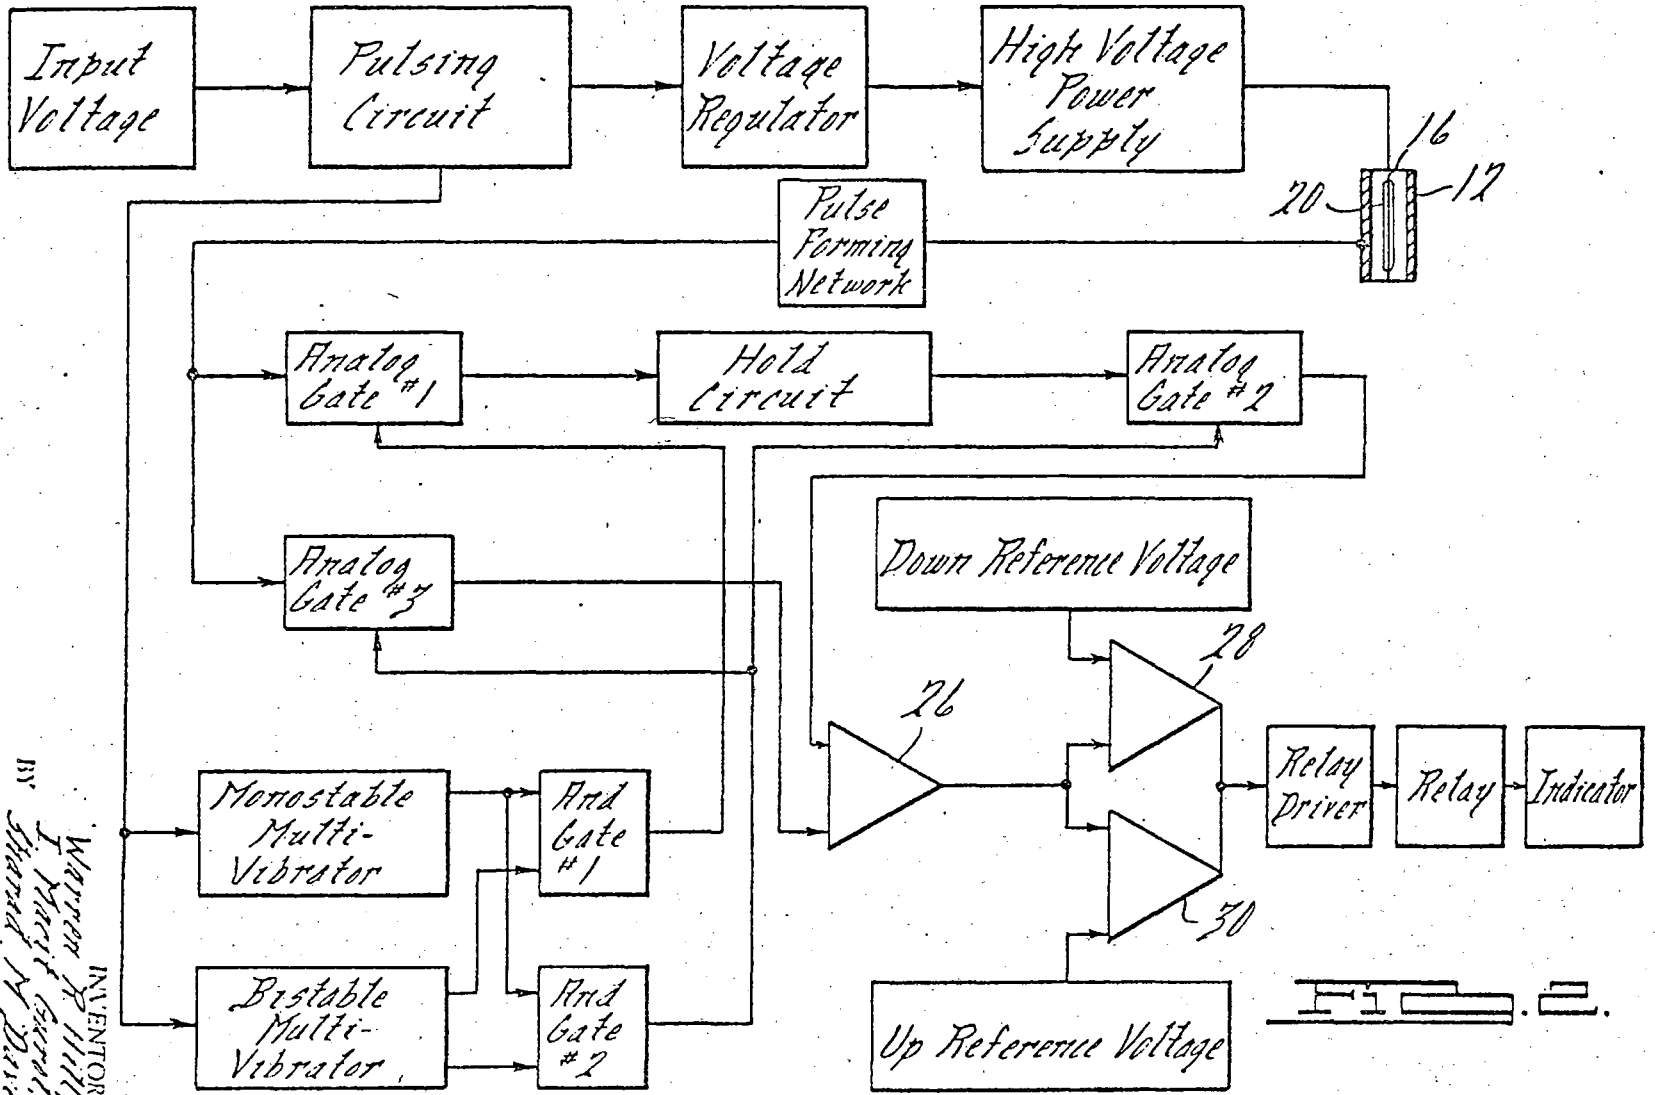 Input
Voltage
Pulsing
Circuit
Voltage
Regulator
High Voltage
Power
Supply
16
20
12
Pulse
Forming
Network
Analog
Gate #1
Hold
Circuit
Analog
Gate #2
Analog
Gate #3
Down Reference Voltage
28
26
Relay
Driver
Relay
Indicator
Monostable
Multi-
Vibrator
And
Gate
#1
30
Bistable
Multi-
Vibrator
And
Gate
#2
Up Reference Voltage
FIG. 2.
INVENTOR
Warren R.
BY